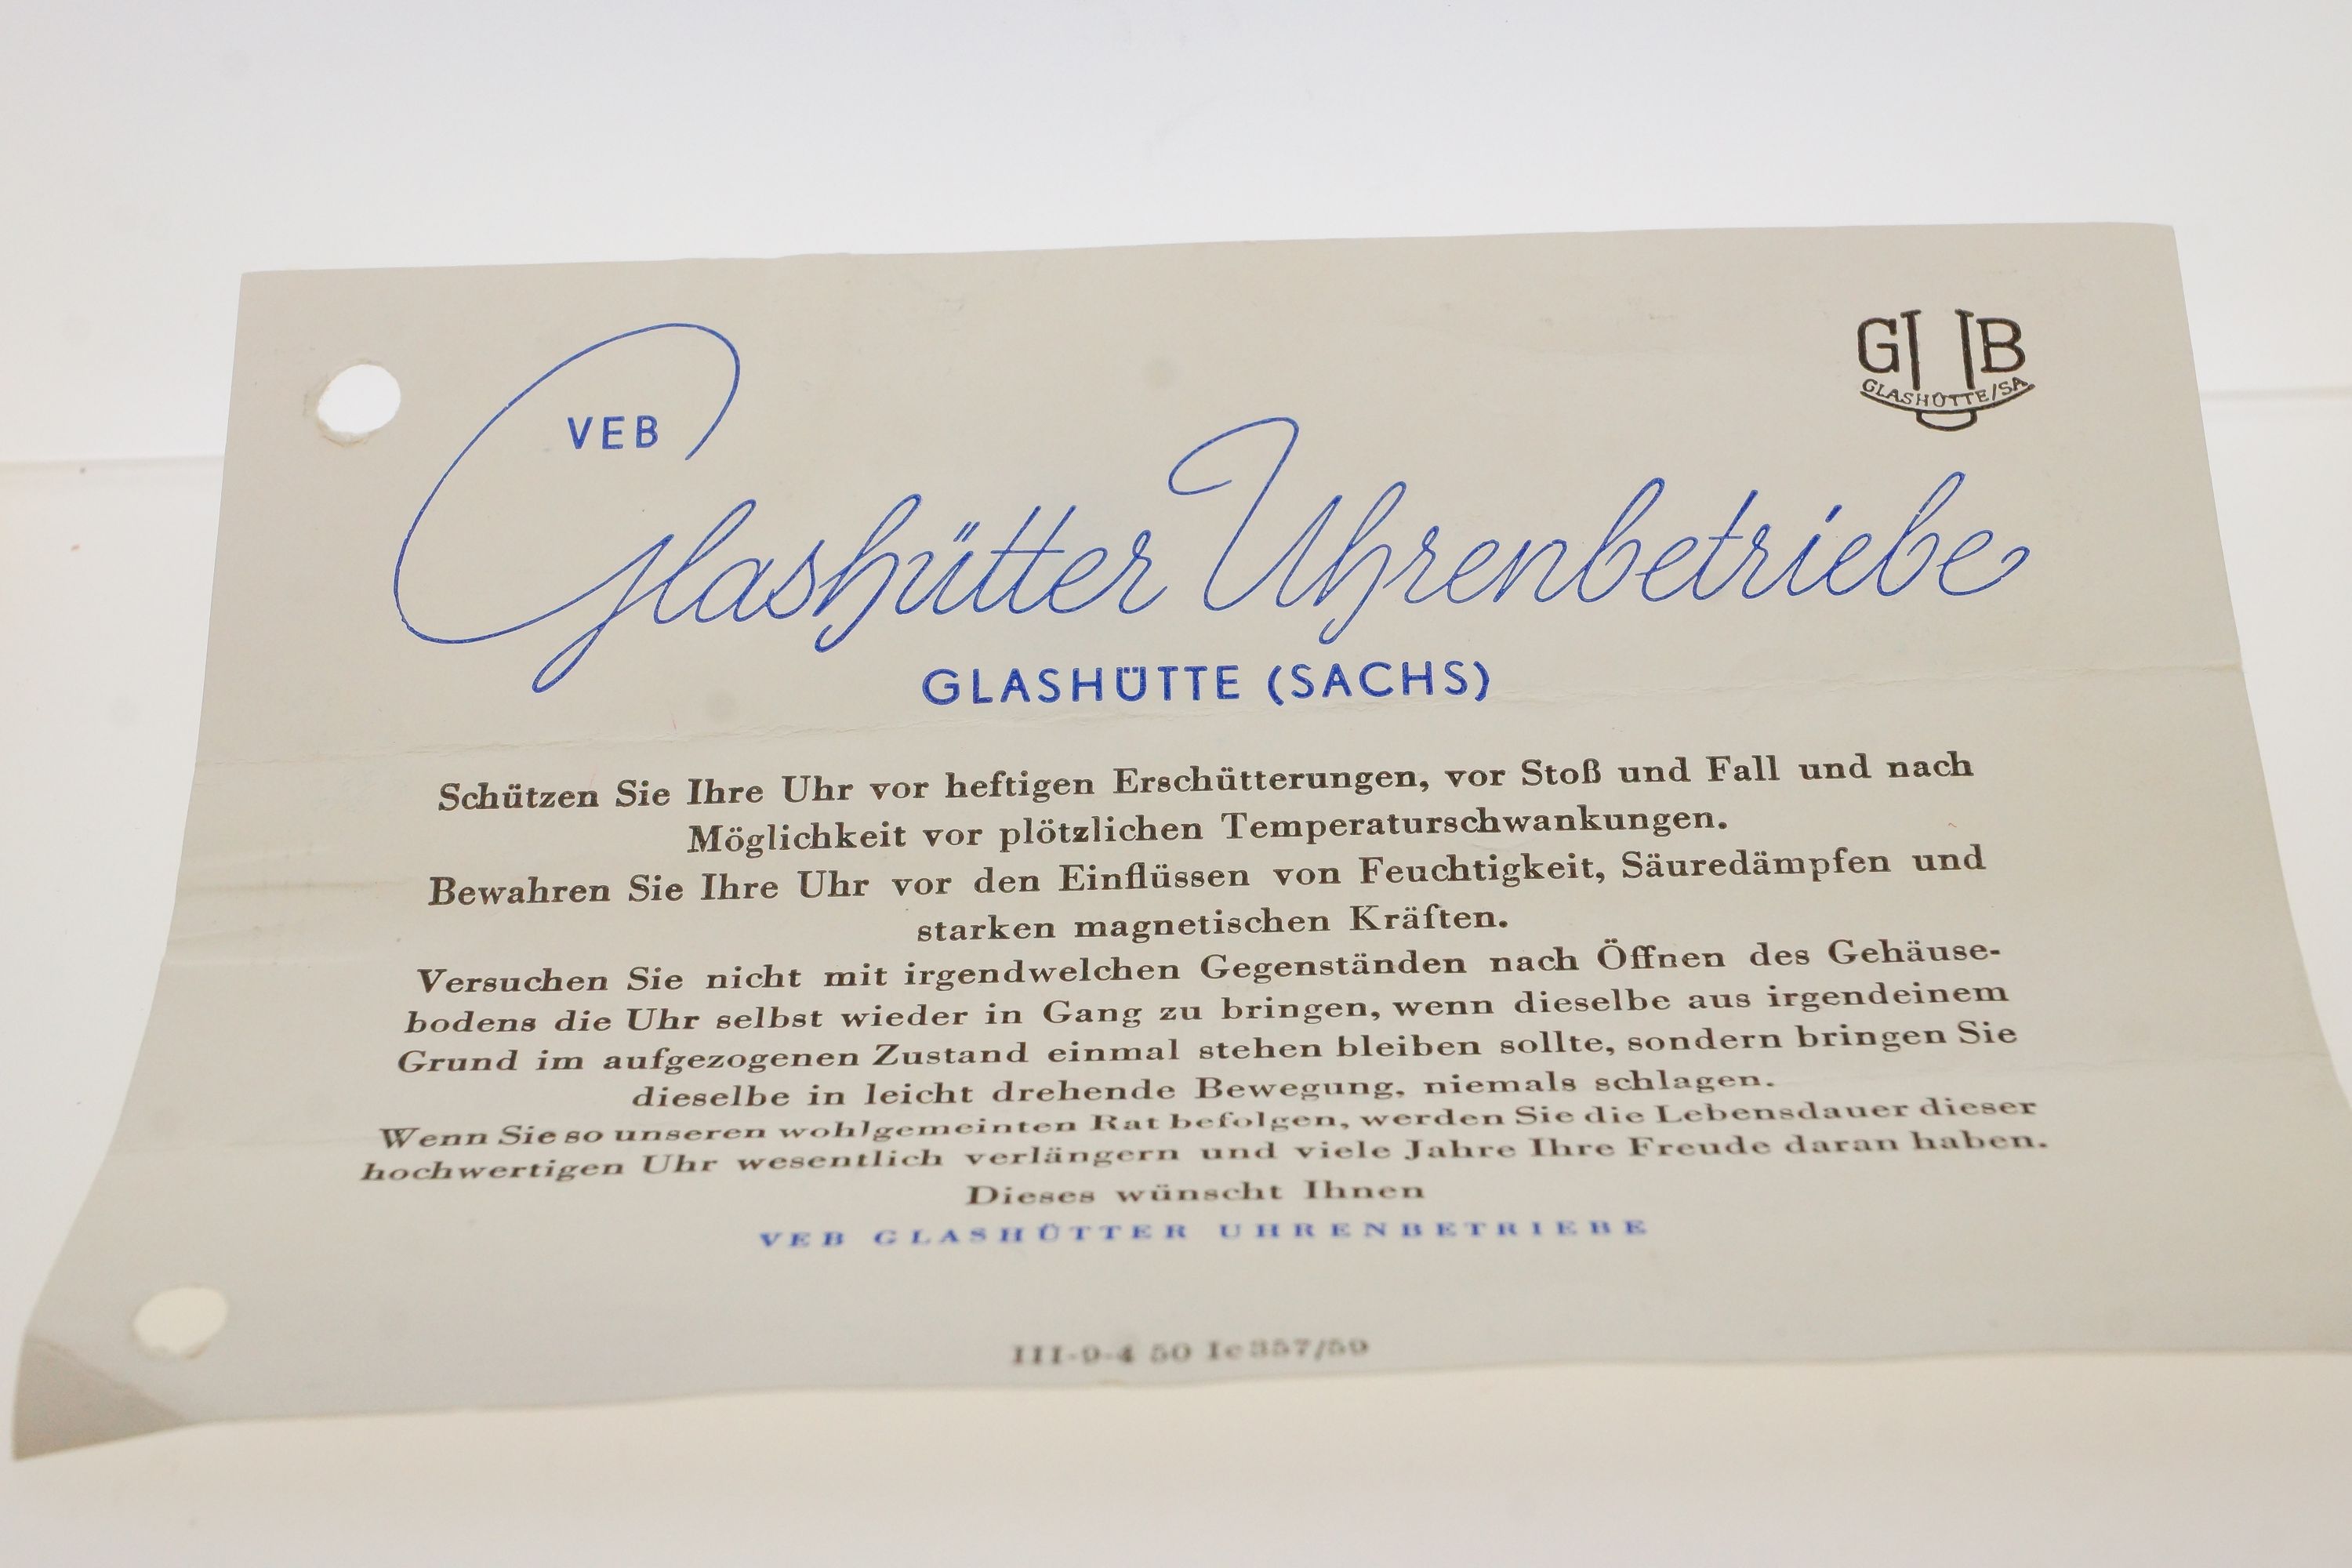 VEB
Glashütter Uhrenbetriebe
GUB
GLASHÜTTE/SA
GLASHÜTTE (SACHS)
Schützen Sie Ihre Uhr vor heftigen Erschütterungen, vor Stoß und Fall und nach
Möglichkeit vor plötzlichen Temperaturschwankungen.
Bewahren Sie Ihre Uhr vor den Einflüssen von Feuchtigkeit, Säuredämpfen und
starken magnetischen Kräften.
Versuchen Sie nicht mit irgendwelchen Gegenständen nach Öffnen des Gehäuse-
bodens die Uhr selbst wieder in Gang zu bringen, wenn dieselbe aus irgendeinem
Grund im aufgezogenen Zustand einmal stehen bleiben sollte, sondern bringen Sie
dieselbe in leicht drehende Bewegung, niemals schlagen.
Wenn Sie so unseren wohlgemeinten Rat befolgen, werden Sie die Lebensdauer dieser
hochwertigen Uhr wesentlich verlängern und viele Jahre Ihre Freude daran haben.
Dieses wünscht Ihnen
VEB GLASHÜTTER UHRENBETRIEBE
III-9-4 50 Ic 357/59